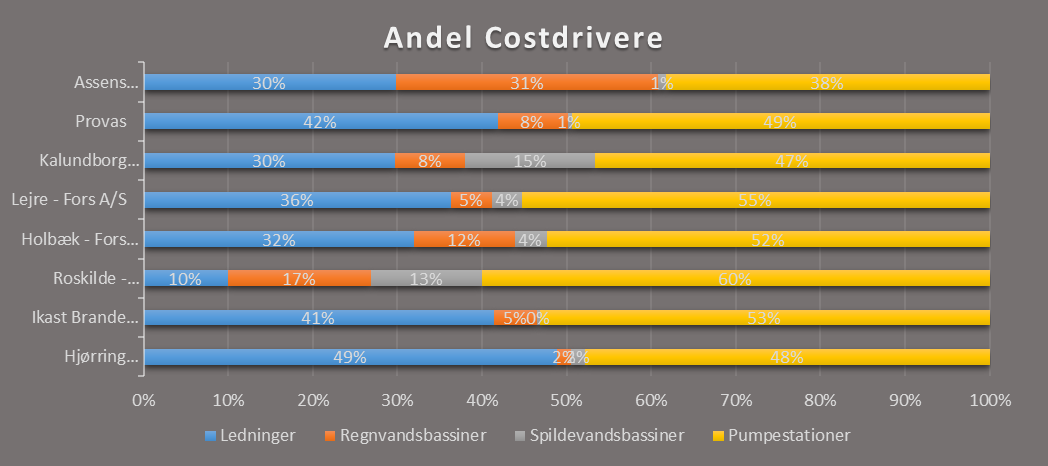 Andel Costdrivere
Assens...
30% 31% 1% 38%
Provas
42% 8% 1% 49%
Kalundborg...
30% 8% 15% 47%
Lejre - Fors A/S
36% 5% 4% 55%
Holbæk - Fors...
32% 12% 4% 52%
Roskilde -...
10% 17% 13% 60%
Ikast Brande...
41% 5% 0% 53%
Hjørring...
49% 2% 48%
0% 10% 20% 30% 40% 50% 60% 70% 80% 90% 100%
Ledninger Regnvandsbassiner Spildevandsbassiner Pumpestationer